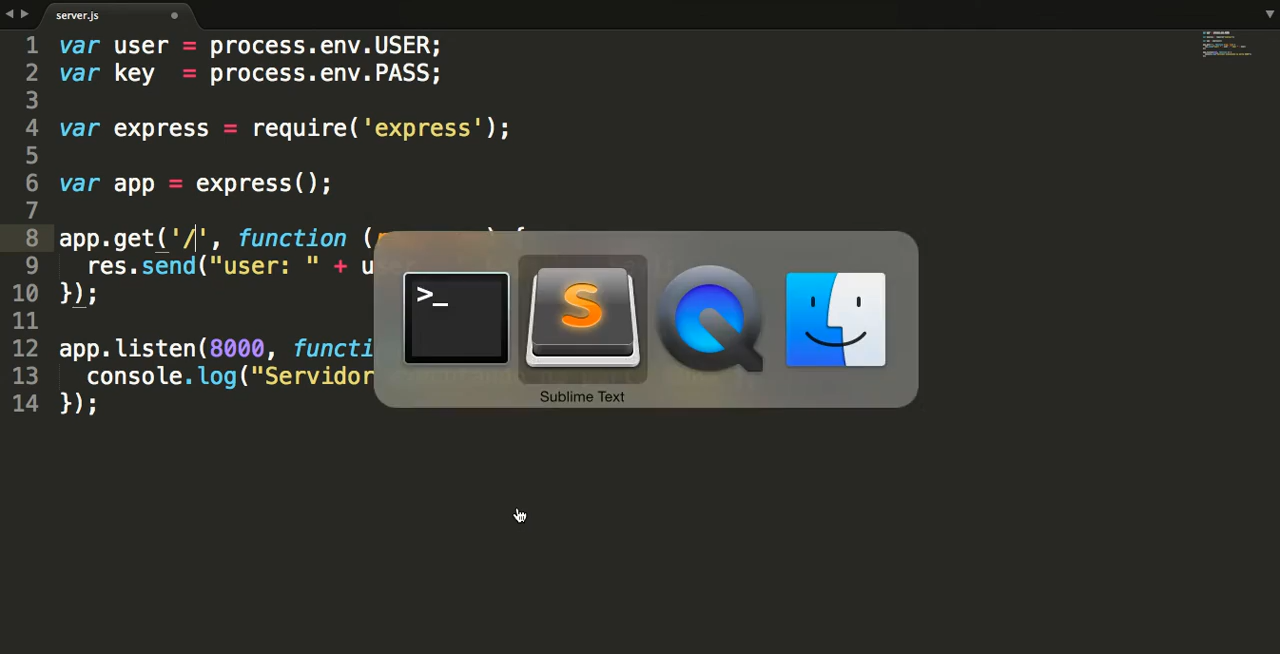 server.js
1 var user = process.env.USER;
2 var key  = process.env.PASS;
3
4 var express = require('express');
5
6 var app = express();
7
8 app.get('/', function (
9   res.send("user: " + u
10 });
11
12 app.listen(8000, functi
13   console.log("Servidor
14 });
>_
S
Sublime Text